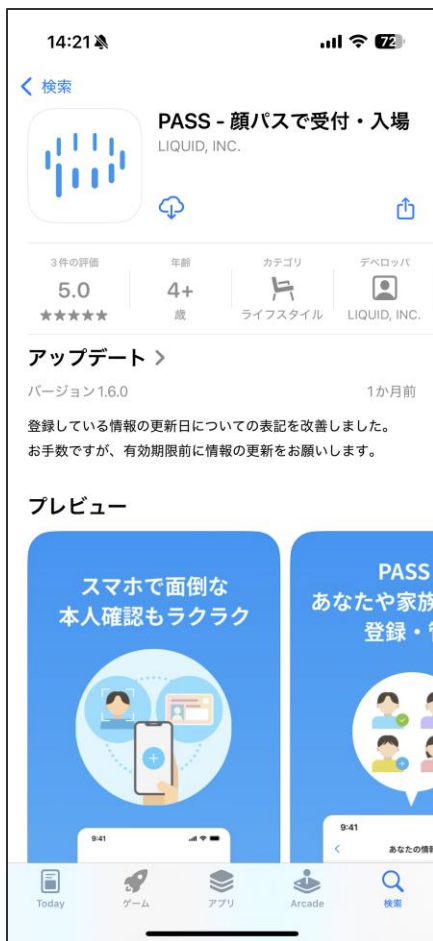 14:21
72
検索
PASS - 顔パスで受付・入場
LIQUID, INC.
3件の評価
年齢
カテゴリ
デベロッパ
5.0
4+
★★★★★
歳
ライフスタイル
LIQUID, INC.
アップデート
バージョン 1.6.0
1か月前
登録している情報の更新日についての表記を改善しました。
お手数ですが、有効期限前に情報の更新をお願いします。
プレビュー
スマホで面倒な
本人確認もラクラク
9:41
PASS
あなたや家族
登録・
9:41
あなたの情報
Today
ゲーム
アプリ
Arcade
検索